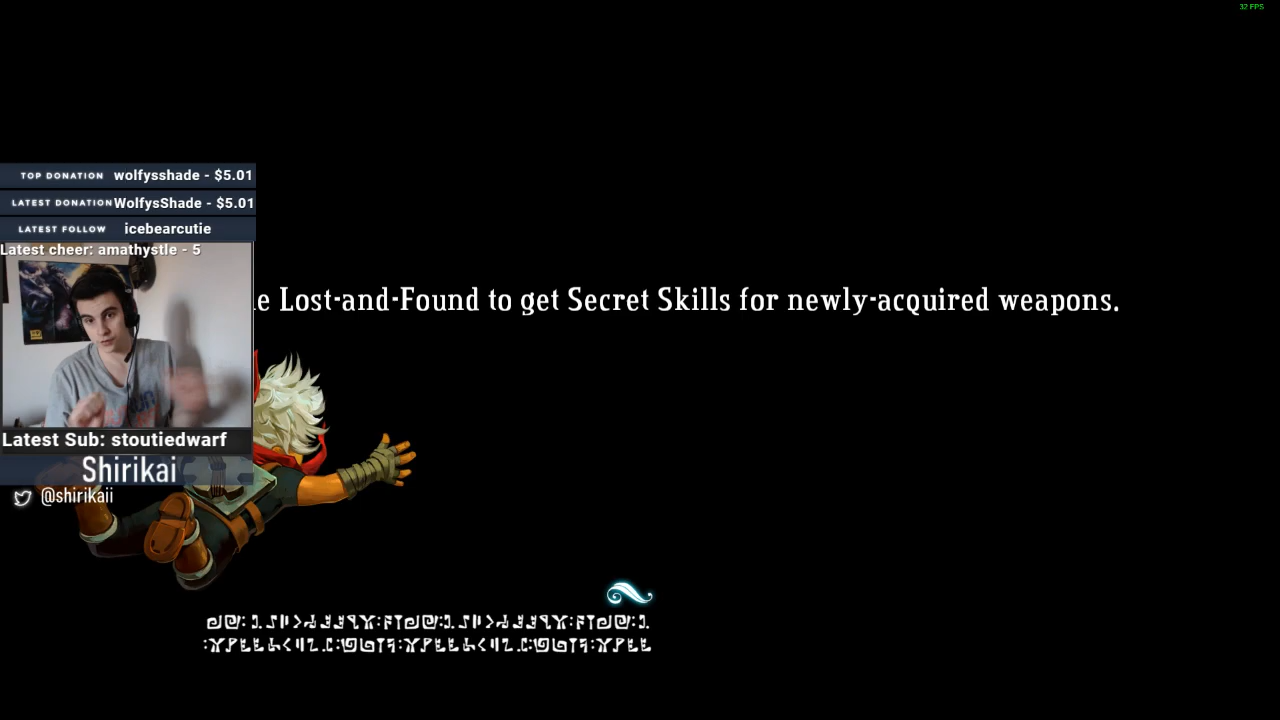 32 FPS
TOP DONATION wolfysshade - $5.01
LATEST DONATION WolfysShade - $5.01
LATEST FOLLOW icebearcutie
Latest cheer: amathystle - 5
Lost-and-Found to get Secret Skills for newly-acquired weapons.
Latest Sub: stoutiedwarf
Shirikai
@shirikaii